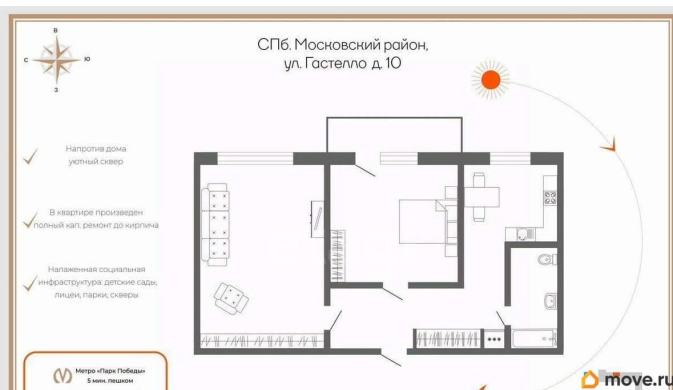 СПб. Московский район,
ул. Гастелло д. 10
В
С
Ю
З
Напротив дома
уютный сквер
В квартире произведен
полный кап. ремонт до кирпича
Налаженная социальная
инфраструктура: детские сады,
лицеи, парки, скверы
Метро «Парк Победы»
5 мин. пешком
move.ru